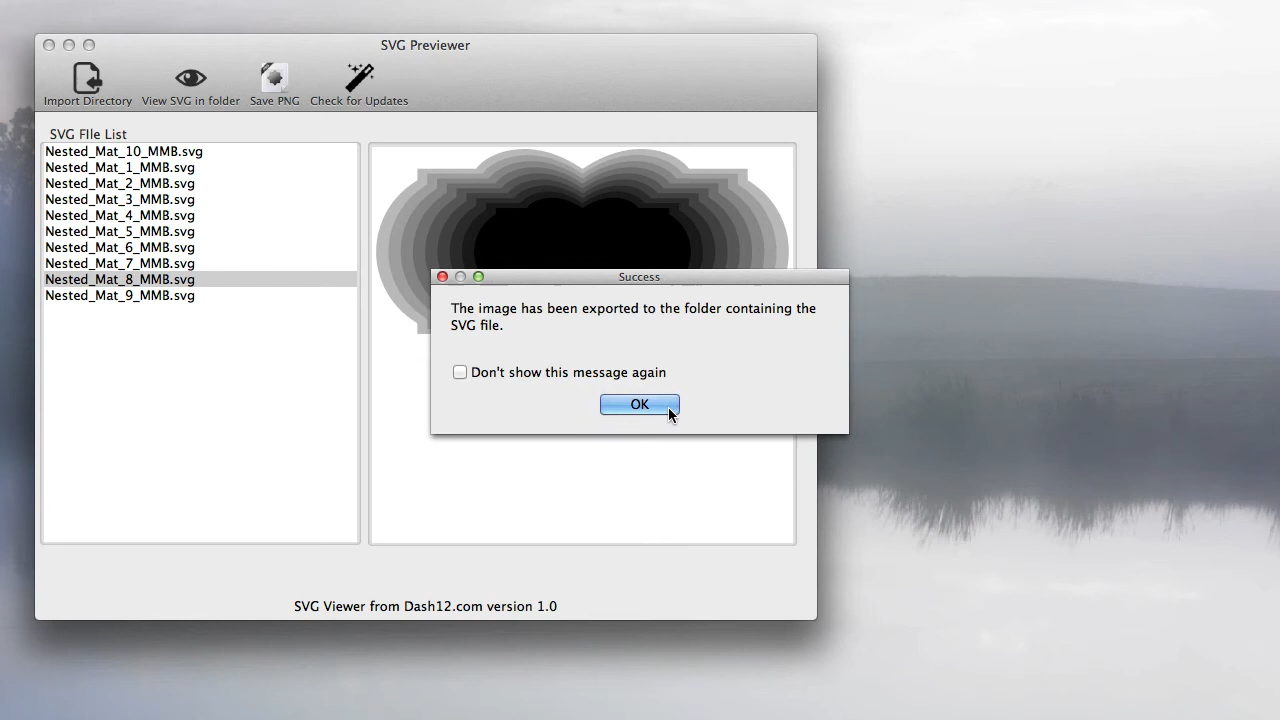 SVG Previewer
Import Directory
View SVG in folder
Save PNG
Check for Updates
SVG FIle List
Nested_Mat_10_MMB.svg
Nested_Mat_1_MMB.svg
Nested_Mat_2_MMB.svg
Nested_Mat_3_MMB.svg
Nested_Mat_4_MMB.svg
Nested_Mat_5_MMB.svg
Nested_Mat_6_MMB.svg
Nested_Mat_7_MMB.svg
Nested_Mat_8_MMB.svg
Nested_Mat_9_MMB.svg
Success
The image has been exported to the folder containing the
SVG file.
Don't show this message again
OK
SVG Viewer from Dash12.com version 1.0